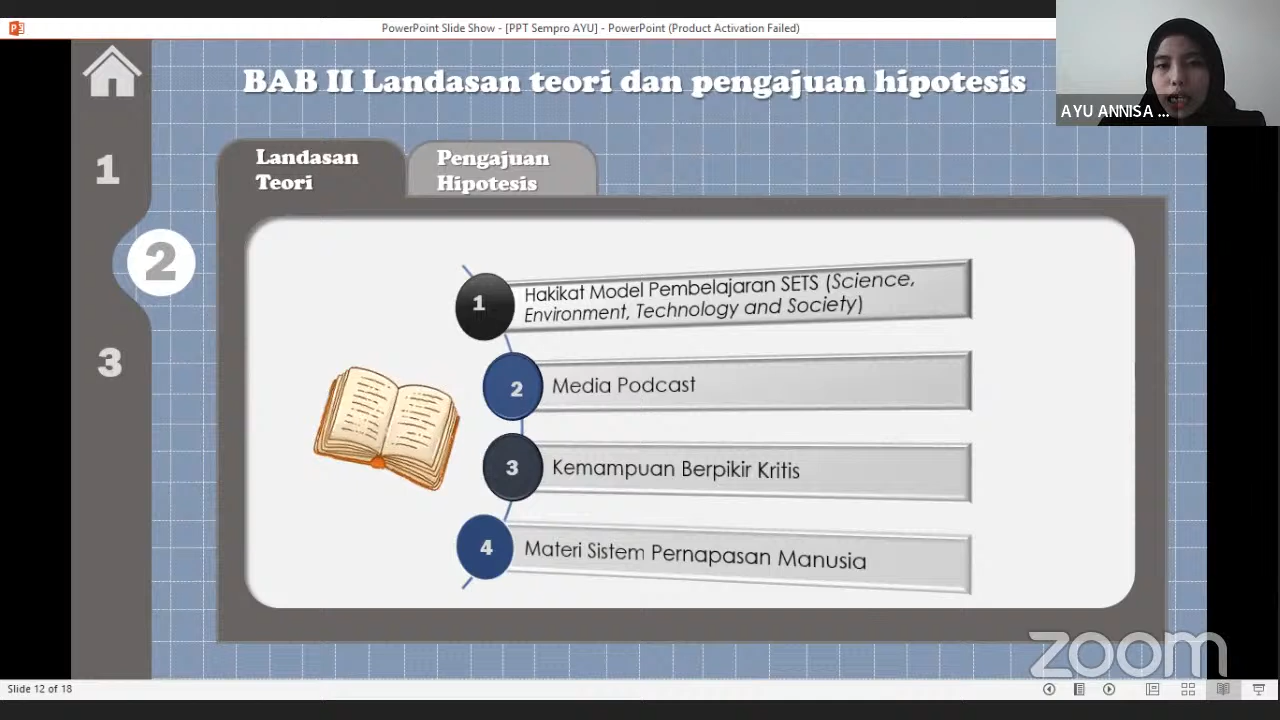 PowerPoint Slide Show - [PPT Sempro AYU] - PowerPoint (Product Activation Failed)
BAB II Landasan teori dan pengajuan hipotesis
AYU ANNISA ...
1
2
3
Landasan
Teori
Pengajuan
Hipotesis
1
Hakikat Model Pembelajaran SETS (Science,
Environment, Technology and Society)
2
Media Podcast
3
Kemampuan Berpikir Kritis
4
Materi Sistem Pernapasan Manusia
zoom
Slide 12 of 18